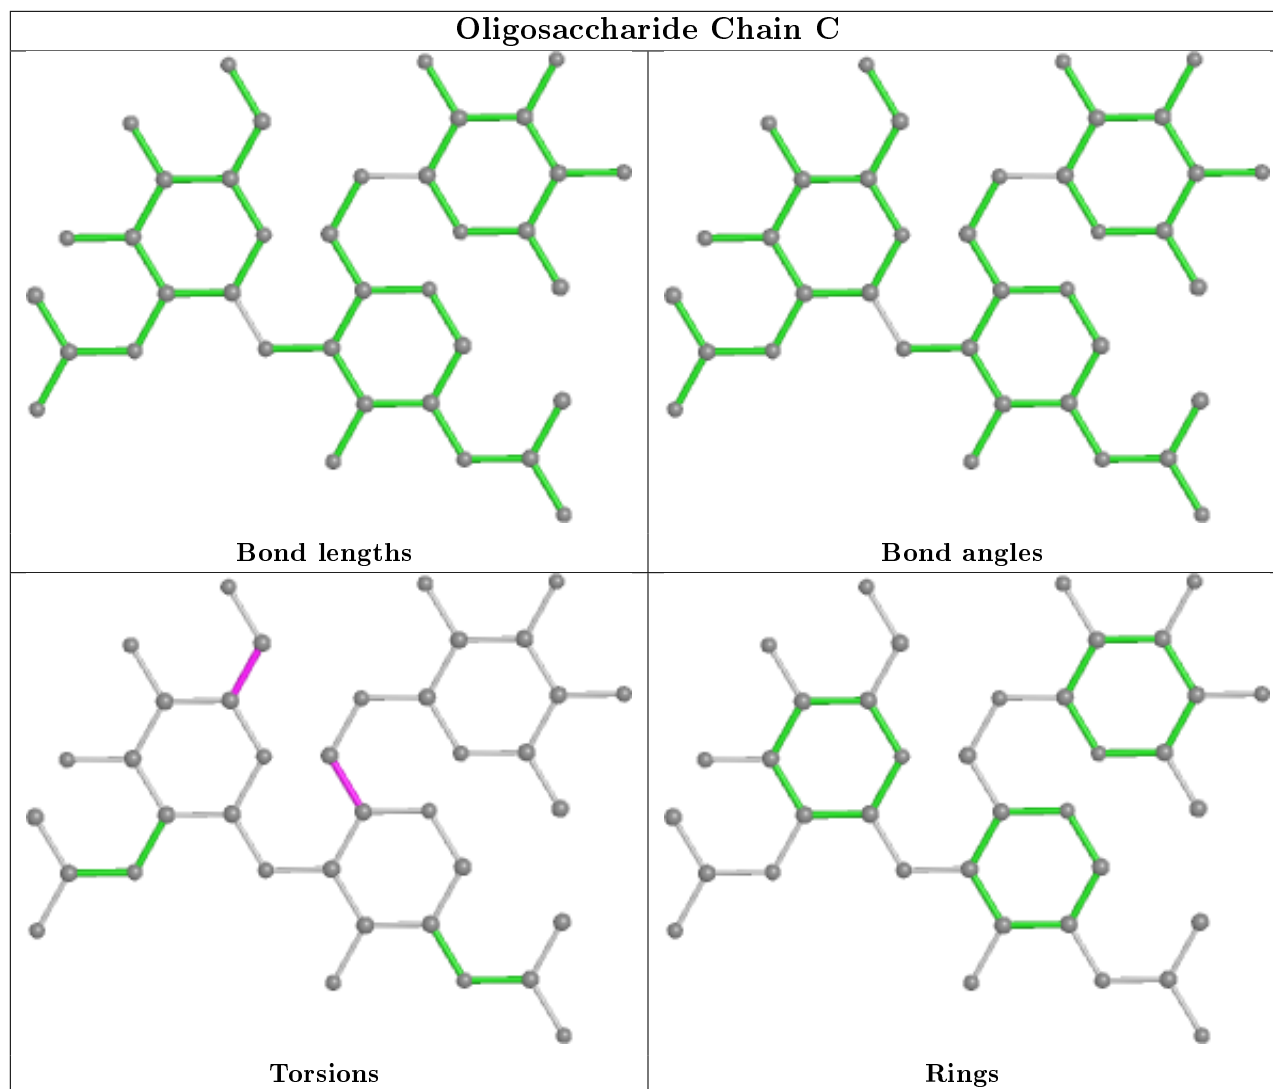 Oligosaccharide Chain C
Bond lengths
Bond angles
Torsions
Rings